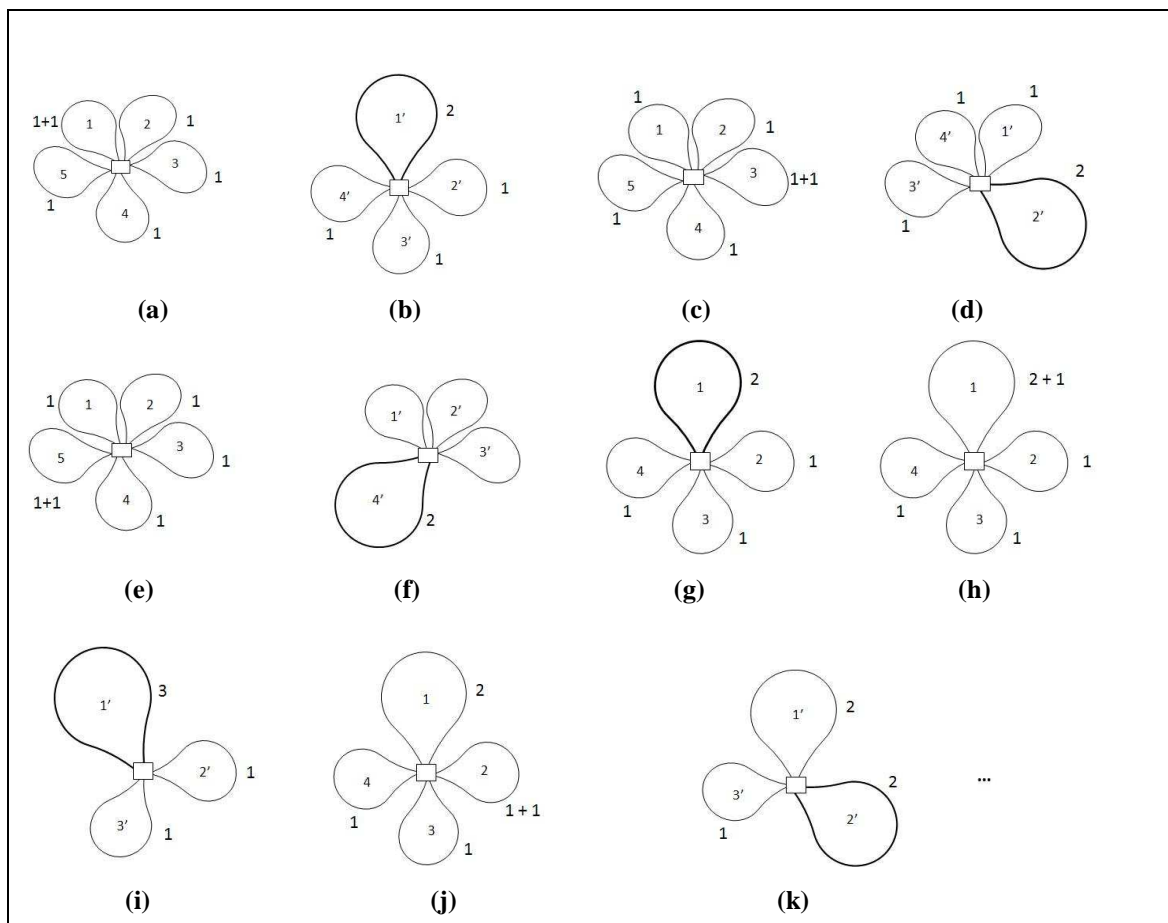 1+1 1 2 1 3 1 4 1 5 1
1' 2 2' 1 3' 1 4' 1
1 1 2 1 3 1+1 4 1 5 1
4' 1 1' 1 2' 2 3' 1
(a) (b) (c) (d)
1 1 2 1 3 1 4 1 5 1+1
1' 2' 3' 4' 2
1 2 2 1 3 1 4 1
1 2 + 1 2 1 3 1 4 1
(e) (f) (g) (h)
1' 3 2' 1 3' 1
1 2 2 1 + 1 3 1 4 1
1' 2 2' 2 3' 1
...
(i) (j) (k)